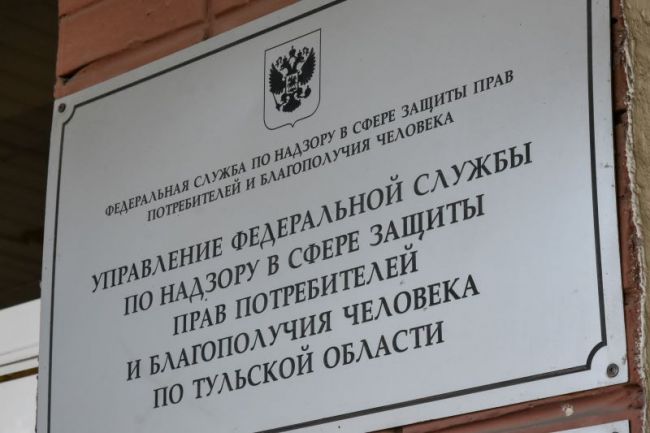 ФЕДЕРАЛЬНАЯ СЛУЖБА ПО НАДЗОРУ В СФЕРЕ ЗАЩИТЫ ПРАВ
ПОТРЕБИТЕЛЕЙ И БЛАГОПОЛУЧИЯ ЧЕЛОВЕКА
УПРАВЛЕНИЕ ФЕДЕРАЛЬНОЙ СЛУЖБЫ
ПО НАДЗОРУ В СФЕРЕ ЗАЩИТЫ
ПРАВ ПОТРЕБИТЕЛЕЙ
И БЛАГОПОЛУЧИЯ ЧЕЛОВЕКА
ПО ТУЛЬСКОЙ ОБЛАСТИ